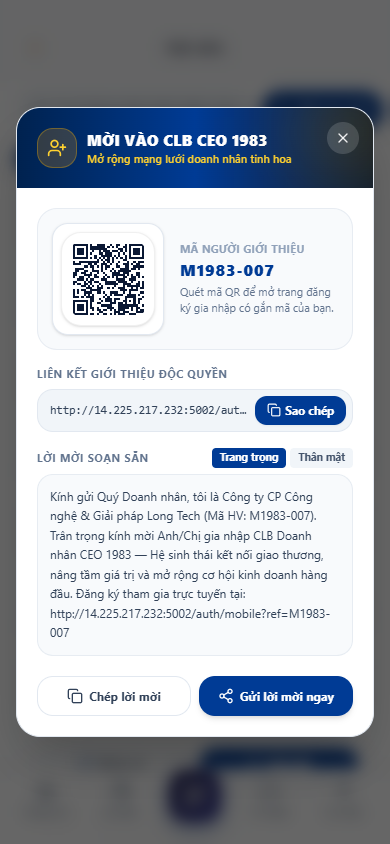 MỜI VÀO CLB CEO 1983
Mở rộng mạng lưới doanh nhân tinh hoa
MÃ NGƯỜI GIỚI THIỆU
M1983-007
Quét mã QR để mở trang đăng
ký gia nhập có gắn mã của bạn.
LIÊN KẾT GIỚI THIỆU ĐỘC QUYỀN
http://14.225.217.232:5002/aut…
Sao chép
LỜI MỜI SOẠN SẴN
Trang trọng
Thân mật
Kính gửi Quý Doanh nhân, tôi là Công ty CP Công
nghệ & Giải pháp Long Tech (Mã HV: M1983-007).
Trân trọng kính mời Anh/Chị gia nhập CLB Doanh
nhân CEO 1983 — Hệ sinh thái kết nối giao thương,
nâng tầm giá trị và mở rộng cơ hội kinh doanh hàng
đầu. Đăng ký tham gia trực tuyến tại:
http://14.225.217.232:5002/auth/mobile?ref=M1983-
007
Chép lời mời
Gửi lời mời ngay